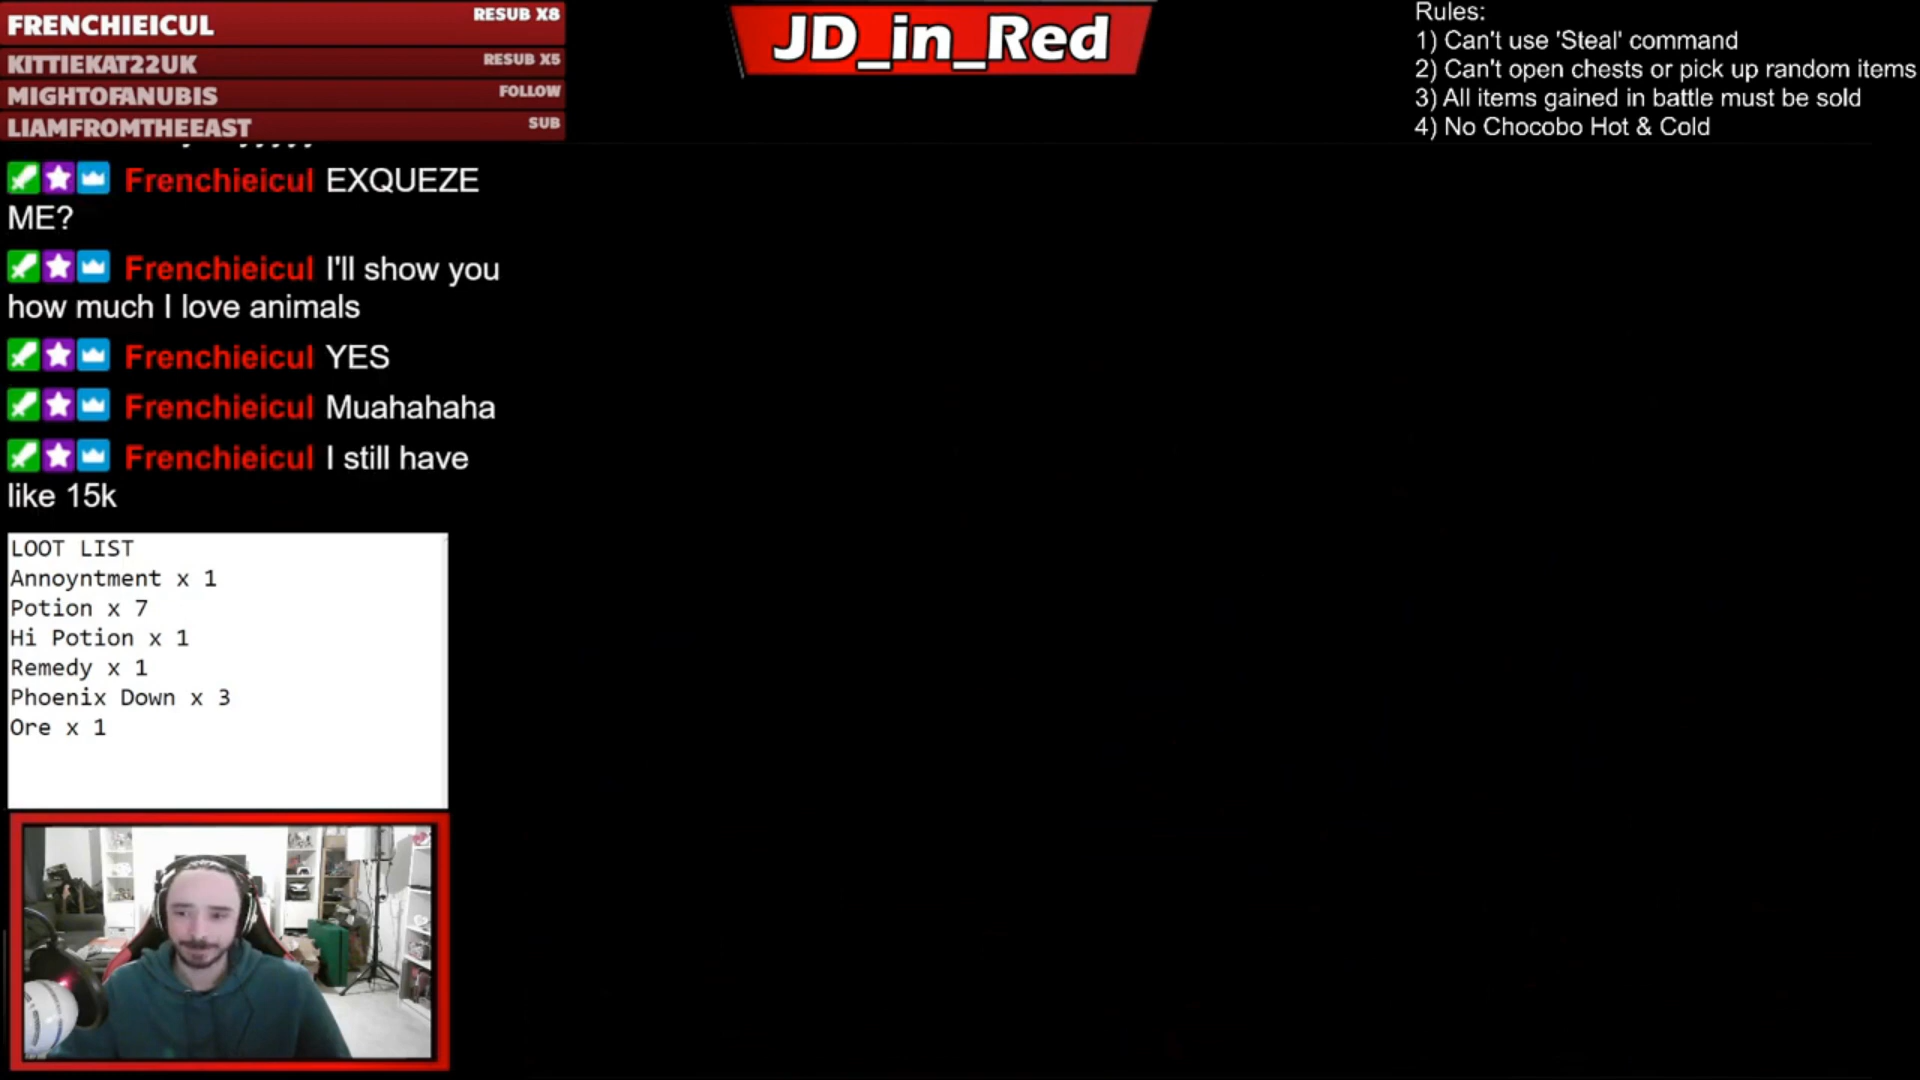 FRENCHIEICUL RESUB X8
KITTIEKAT22UK RESUB X5
MIGHTOFANUBIS FOLLOW
LIAMFROMTHEEAST SUB
JD_in_Red
Rules:
1) Can't use 'Steal' command
2) Can't open chests or pick up random items
3) All items gained in battle must be sold
4) No Chocobo Hot & Cold
Frenchieicul EXQUEZE
ME?
Frenchieicul I'll show you
how much I love animals
Frenchieicul YES
Frenchieicul Muahahaha
Frenchieicul I still have
like 15k
LOOT LIST
Annoyntment x 1
Potion x 7
Hi Potion x 1
Remedy x 1
Phoenix Down x 3
Ore x 1